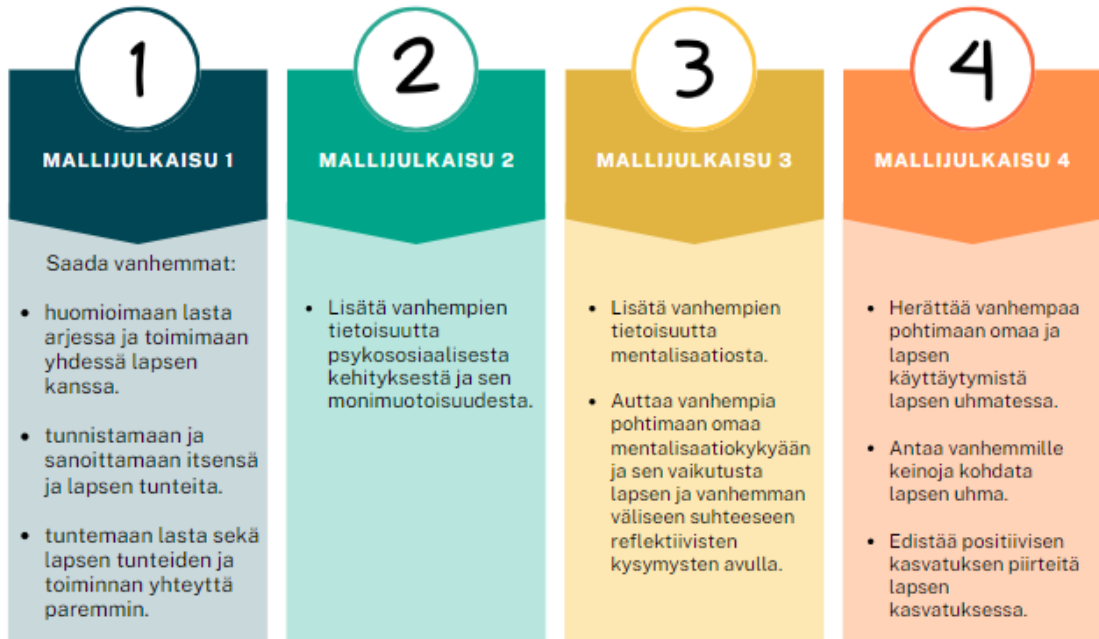 1
MALLIJULKAISU 1
Saada vanhemmat:
• huomioimaan lasta
arjessa ja toimimaan
yhdessä lapsen
kanssa.
• tunnistamaan ja
sanoittamaan itsensä
ja lapsen tunteita.
• tuntemaan lasta sekä
lapsen tunteiden ja
toiminnan yhteyttä
paremmin.
2
MALLIJULKAISU 2
• Lisätä vanhempien
tietoisuutta
psykososiaalisesta
kehityksestä ja sen
monimuotoisuudesta.
3
MALLIJULKAISU 3
• Lisätä vanhempien
tietoisuutta
mentalisaatiosta.
• Auttaa vanhempia
pohtimaan omaa
mentalisaatiokykyään
ja sen vaikutusta
lapsen ja vanhemman
väliseen suhteeseen
reflektiivisten
kysymysten avulla.
4
MALLIJULKAISU 4
• Herättää vanhempaa
pohtimaan omaa ja
lapsen
käyttäytymistä
lapsen uhmatessa.
• Antaa vanhemmille
keinoja kohdata
lapsen uhma.
• Edistää positiivisen
kasvatuksen piirteitä
lapsen
kasvatuksessa.